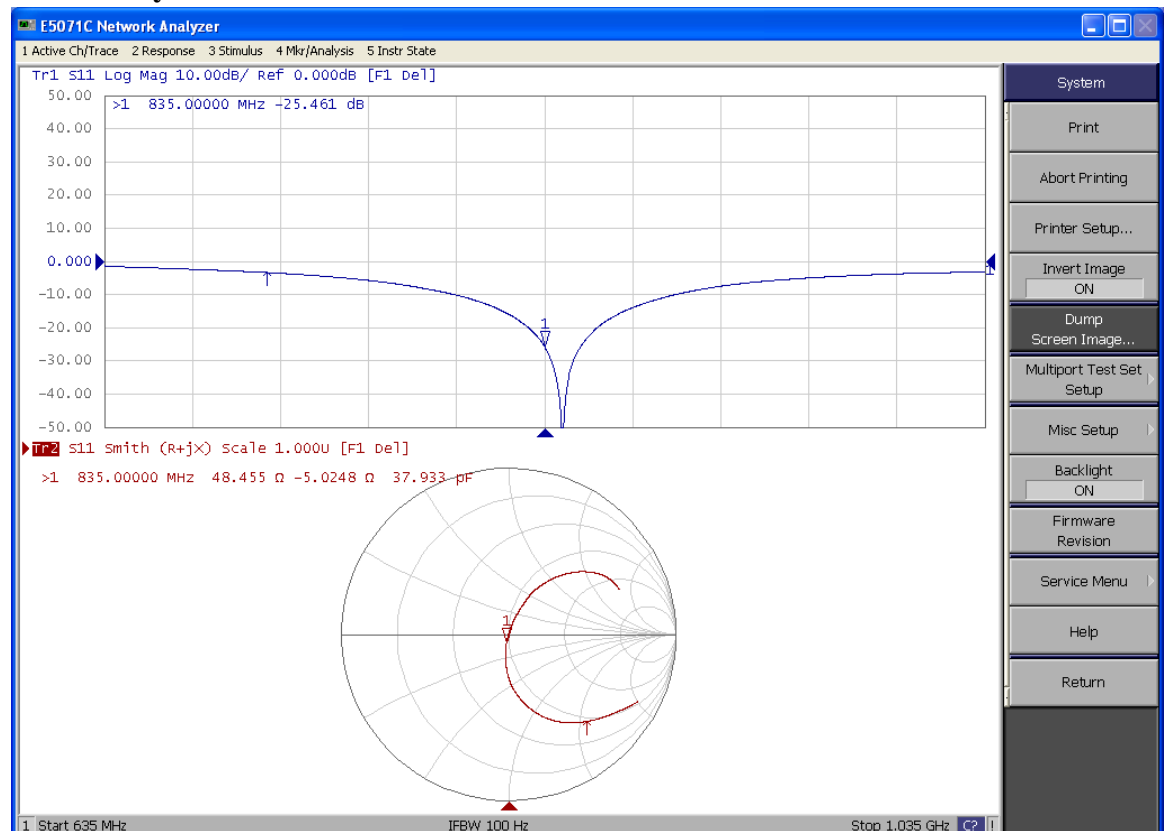 E5071C Network Analyzer
1 Active Ch/Trace 2 Response 3 Stimulus 4 Mkr/Analysis 5 Instr State
Tr1 S11 Log Mag 10.00dB/ Ref 0.000dB [F1 Del]
>1 835.00000 MHz -25.461 dB
50.00
40.00
30.00
20.00
10.00
0.000
-10.00
-20.00
-30.00
-40.00
-50.00
1
1
Tr2 S11 Smith (R+jX) Scale 1.000U [F1 Del]
>1 835.00000 MHz 48.455 Ω -5.0248 Ω 37.933 pF
1
System
Print
Abort Printing
Printer Setup...
Invert Image
ON
Dump
Screen Image...
Multiport Test Set
Setup
Misc Setup
Backlight
ON
Firmware
Revision
Service Menu
Help
Return
1 Start 635 MHz IFBW 100 Hz Stop 1.035 GHz C? !